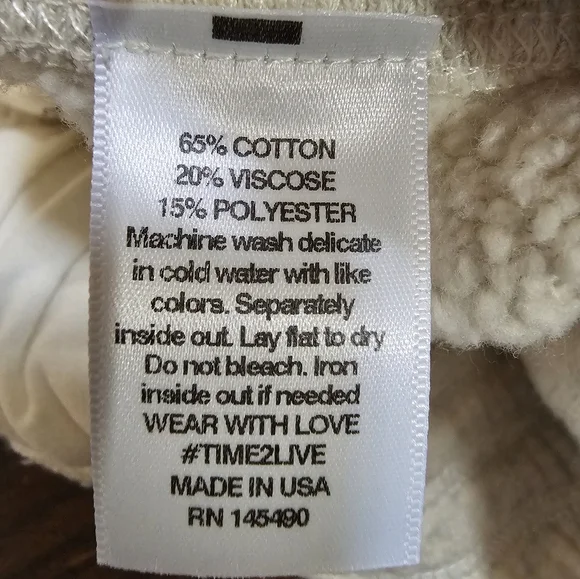 65% COTTON
20% VISCOSE
15% POLYESTER
Machine wash delicate
in cold water with like
colors. Separately
inside out. Lay flat to dry
Do not bleach. Iron
inside out if needed
WEAR WITH LOVE
#TIME2LIVE
MADE IN USA
RN 145490